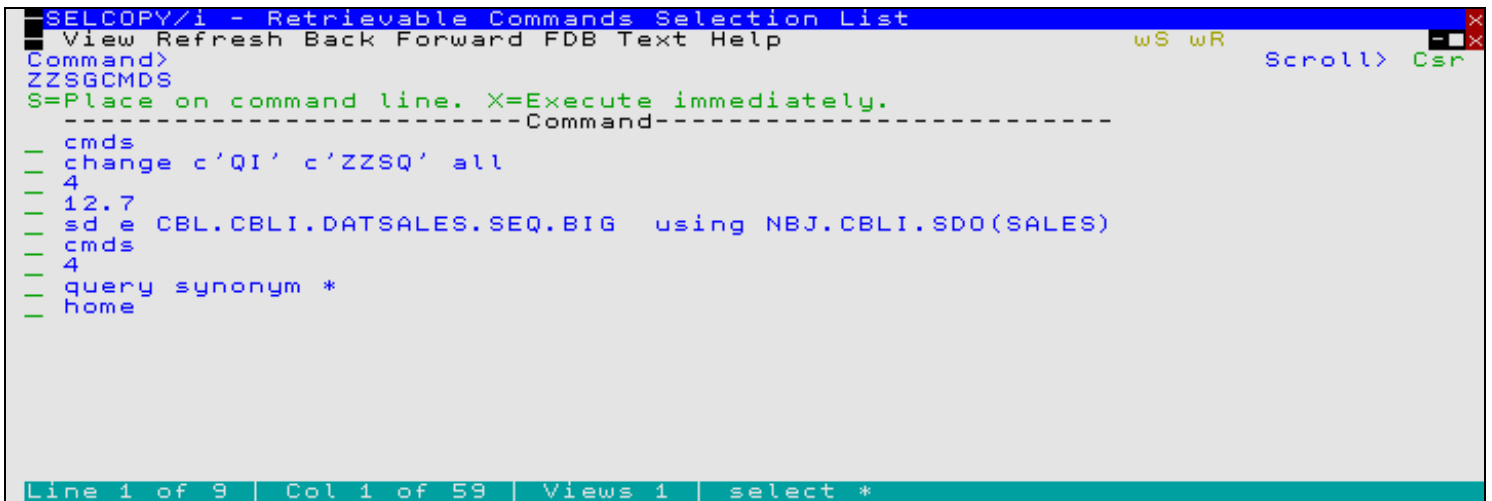 SELCOPY/i - Retrievable Commands Selection List x
View Refresh Back Forward FDB Text Help wS wR x
Command> Scroll> Csr
ZZSGCMDS
S=Place on command line. X=Execute immediately.
-------------------------Command-------------------------
_ cmds
_ change c'QI' c'ZZSQ' all
_ 4
_ 12.7
_ sd e CBL.CBLI.DATSALES.SEQ.BIG  using NBJ.CBLI.SDO(SALES)
_ cmds
_ 4
_ query synonym *
_ home
Line 1 of 9 | Col 1 of 59 | Views 1 | select *